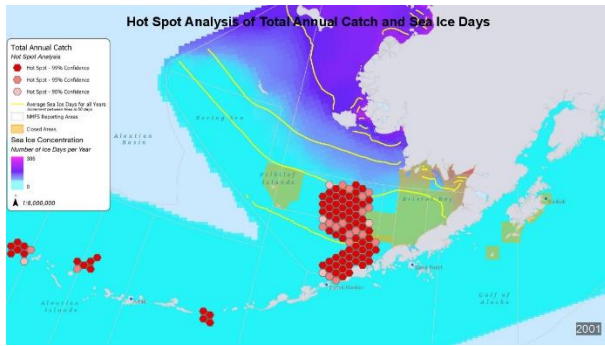 Hot Spot Analysis of Total Annual Catch and Sea Ice Days
Total Annual Catch
Hot Spot Analysis
Hot Spot - 99% Confidence
Hot Spot - 95% Confidence
Hot Spot - 90% Confidence
Average Sea Ice Days for all Years
NMFS Reporting Areas
Closed Areas
Sea Ice Concentration
Number of Ice Days per Year
0
1:8,000,000
Bering Sea
Aleutian
Basin
Pribilof
Islands
Bristol Bay
Kodiak
Aleutian
Islands
Gulf of
Alaska
2001